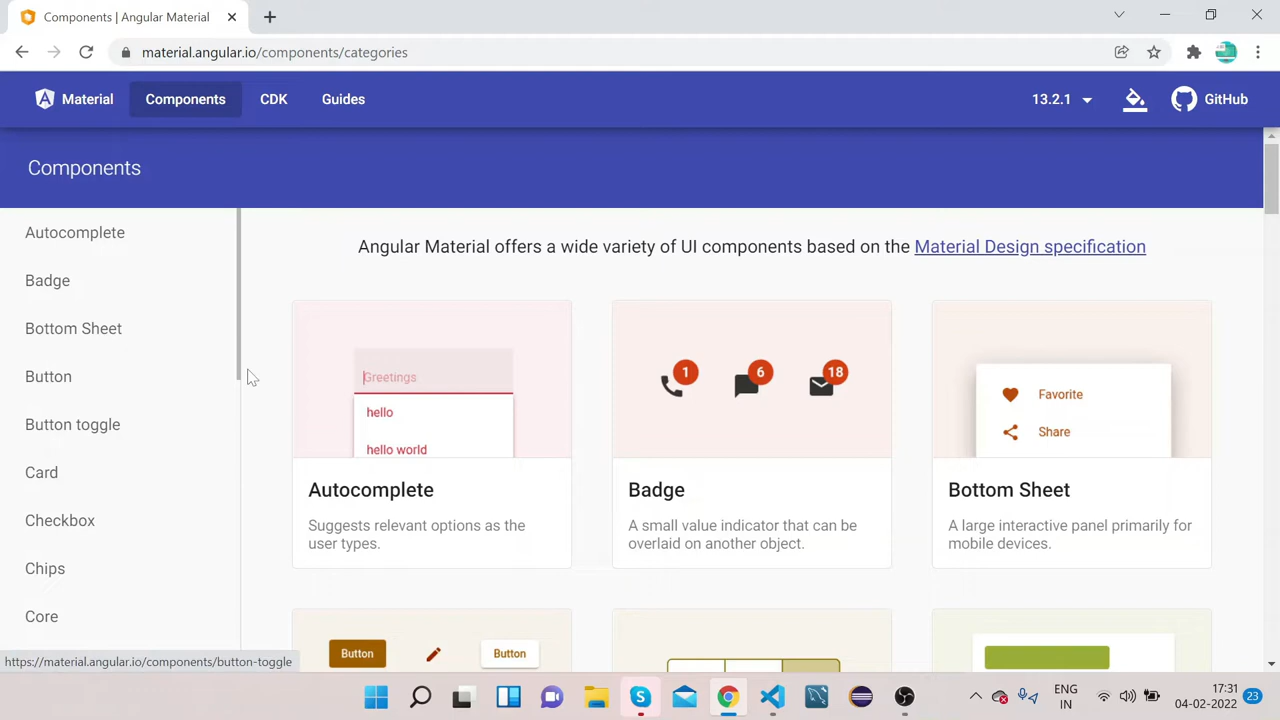 Components | Angular Material
material.angular.io/components/categories
Material
Components
CDK
Guides
13.2.1
GitHub
Components
Autocomplete
Badge
Bottom Sheet
Button
Button toggle
Card
Checkbox
Chips
Core
https://material.angular.io/components/button-toggle
Angular Material offers a wide variety of UI components based on the Material Design specification
Greetings
hello
hello world
Autocomplete
Suggests relevant options as the
user types.
1
6
18
Badge
A small value indicator that can be
overlaid on another object.
Favorite
Share
Bottom Sheet
A large interactive panel primarily for
mobile devices.
Button
Button
ENG
IN
17:31
04-02-2022
23